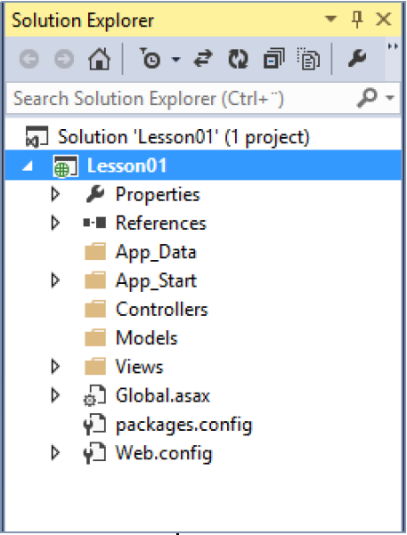 Solution Explorer
Search Solution Explorer (Ctrl+¨)
Solution 'Lesson01' (1 project)
Lesson01
Properties
References
App_Data
App_Start
Controllers
Models
Views
Global.asax
packages.config
Web.config